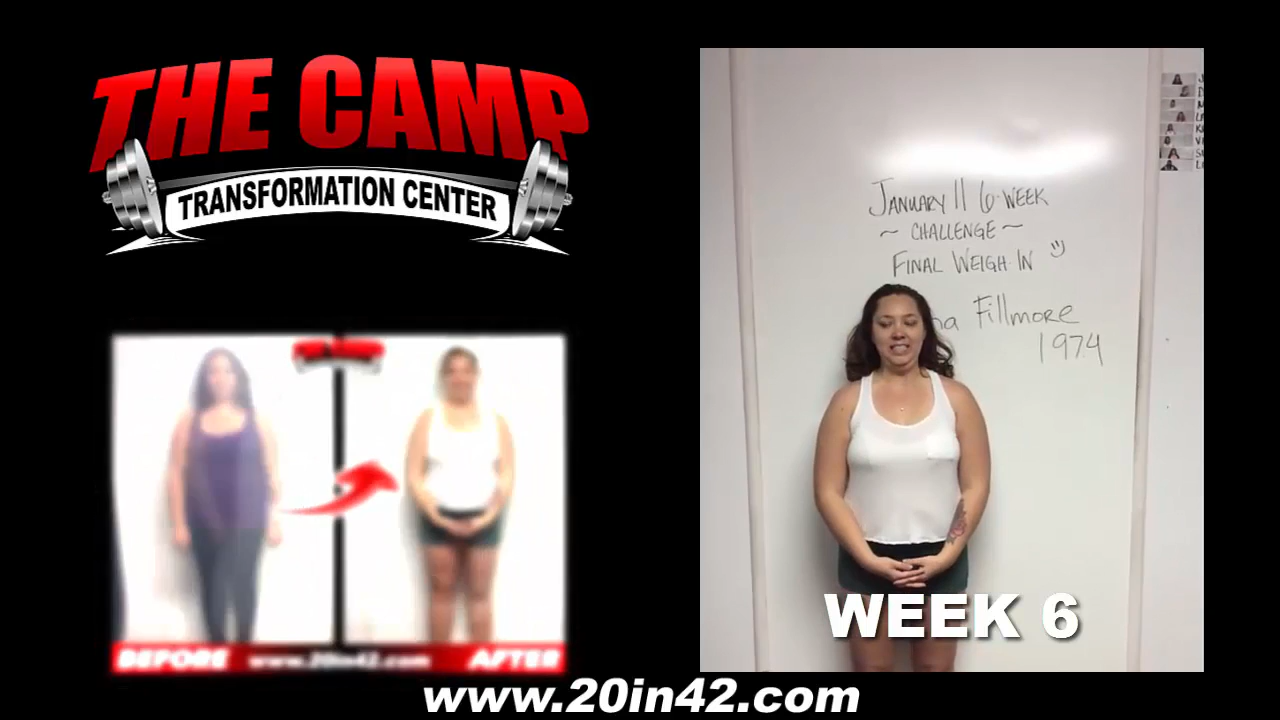 THE CAMP
TRANSFORMATION CENTER
JANUARY 11 6 WEEK
~ CHALLENGE ~
FINAL WEIGH IN
na Fillmore
1974
WEEK 6
BEFORE www.20in42.com AFTER
www.20in42.com